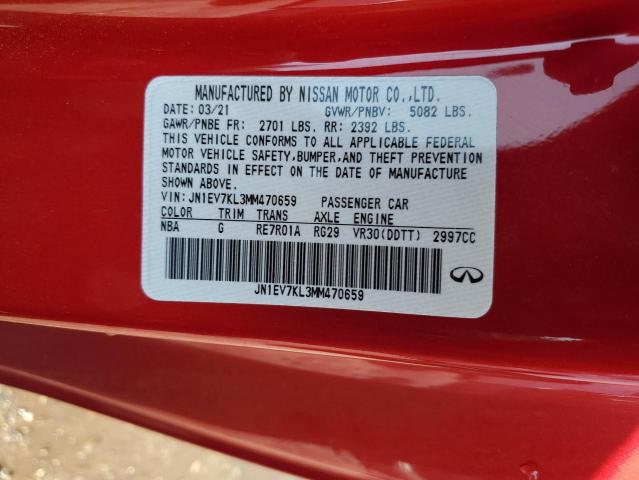 MANUFACTURED BY NISSAN MOTOR CO.,LTD.
DATE: 03/21 GVWR/PNBV: 5082 LBS.
GAWR/PNBE FR: 2701 LBS. RR: 2392 LBS.
THIS VEHICLE CONFORMS TO ALL APPLICABLE FEDERAL
MOTOR VEHICLE SAFETY,BUMPER,AND THEFT PREVENTION
STANDARDS IN EFFECT ON THE DATE OF MANUFACTURE
SHOWN ABOVE.
VIN: JN1EV7KL3MM470659 PASSENGER CAR
COLOR TRIM TRANS AXLE ENGINE
NBA G RE7R01A RG29 VR30(DDTT) 2997CC
JN1EV7KL3MM470659